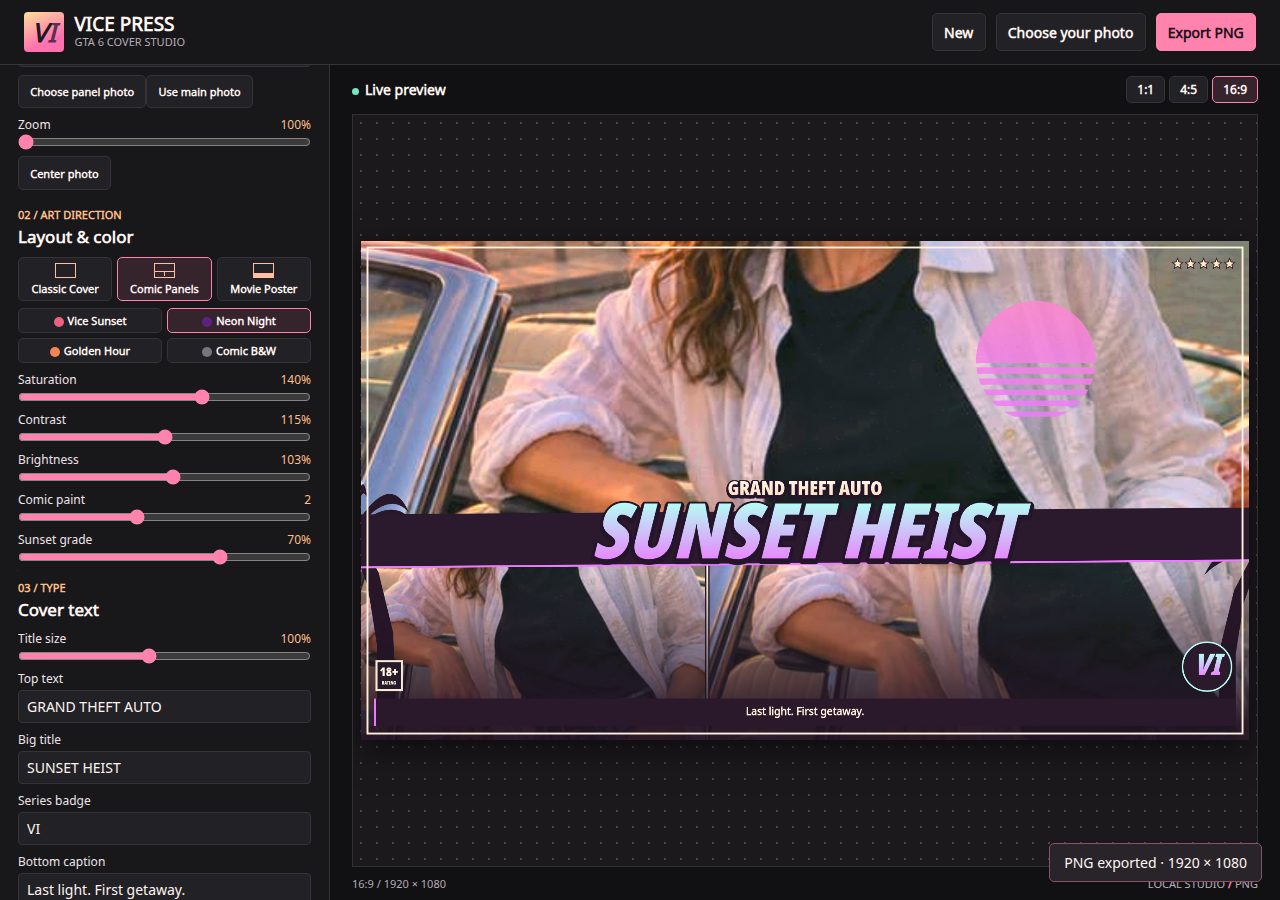 VI
VICE PRESS
GTA 6 COVER STUDIO
New
Choose your photo
Export PNG
Choose panel photo
Use main photo
Zoom 100%
Center photo
02 / ART DIRECTION
Layout & color
Classic Cover
Comic Panels
Movie Poster
Vice Sunset
Neon Night
Golden Hour
Comic B&W
Saturation 140%
Contrast 115%
Brightness 103%
Comic paint 2
Sunset grade 70%
03 / TYPE
Cover text
Title size 100%
Top text
GRAND THEFT AUTO
Big title
SUNSET HEIST
Series badge
VI
Bottom caption
Last light. First getaway.
Live preview
1:1
4:5
16:9
GRAND THEFT AUTO
SUNSET HEIST
18+
RATING
VI
Last light. First getaway.
PNG exported · 1920 × 1080
16:9 / 1920 × 1080
LOCAL STUDIO / PNG